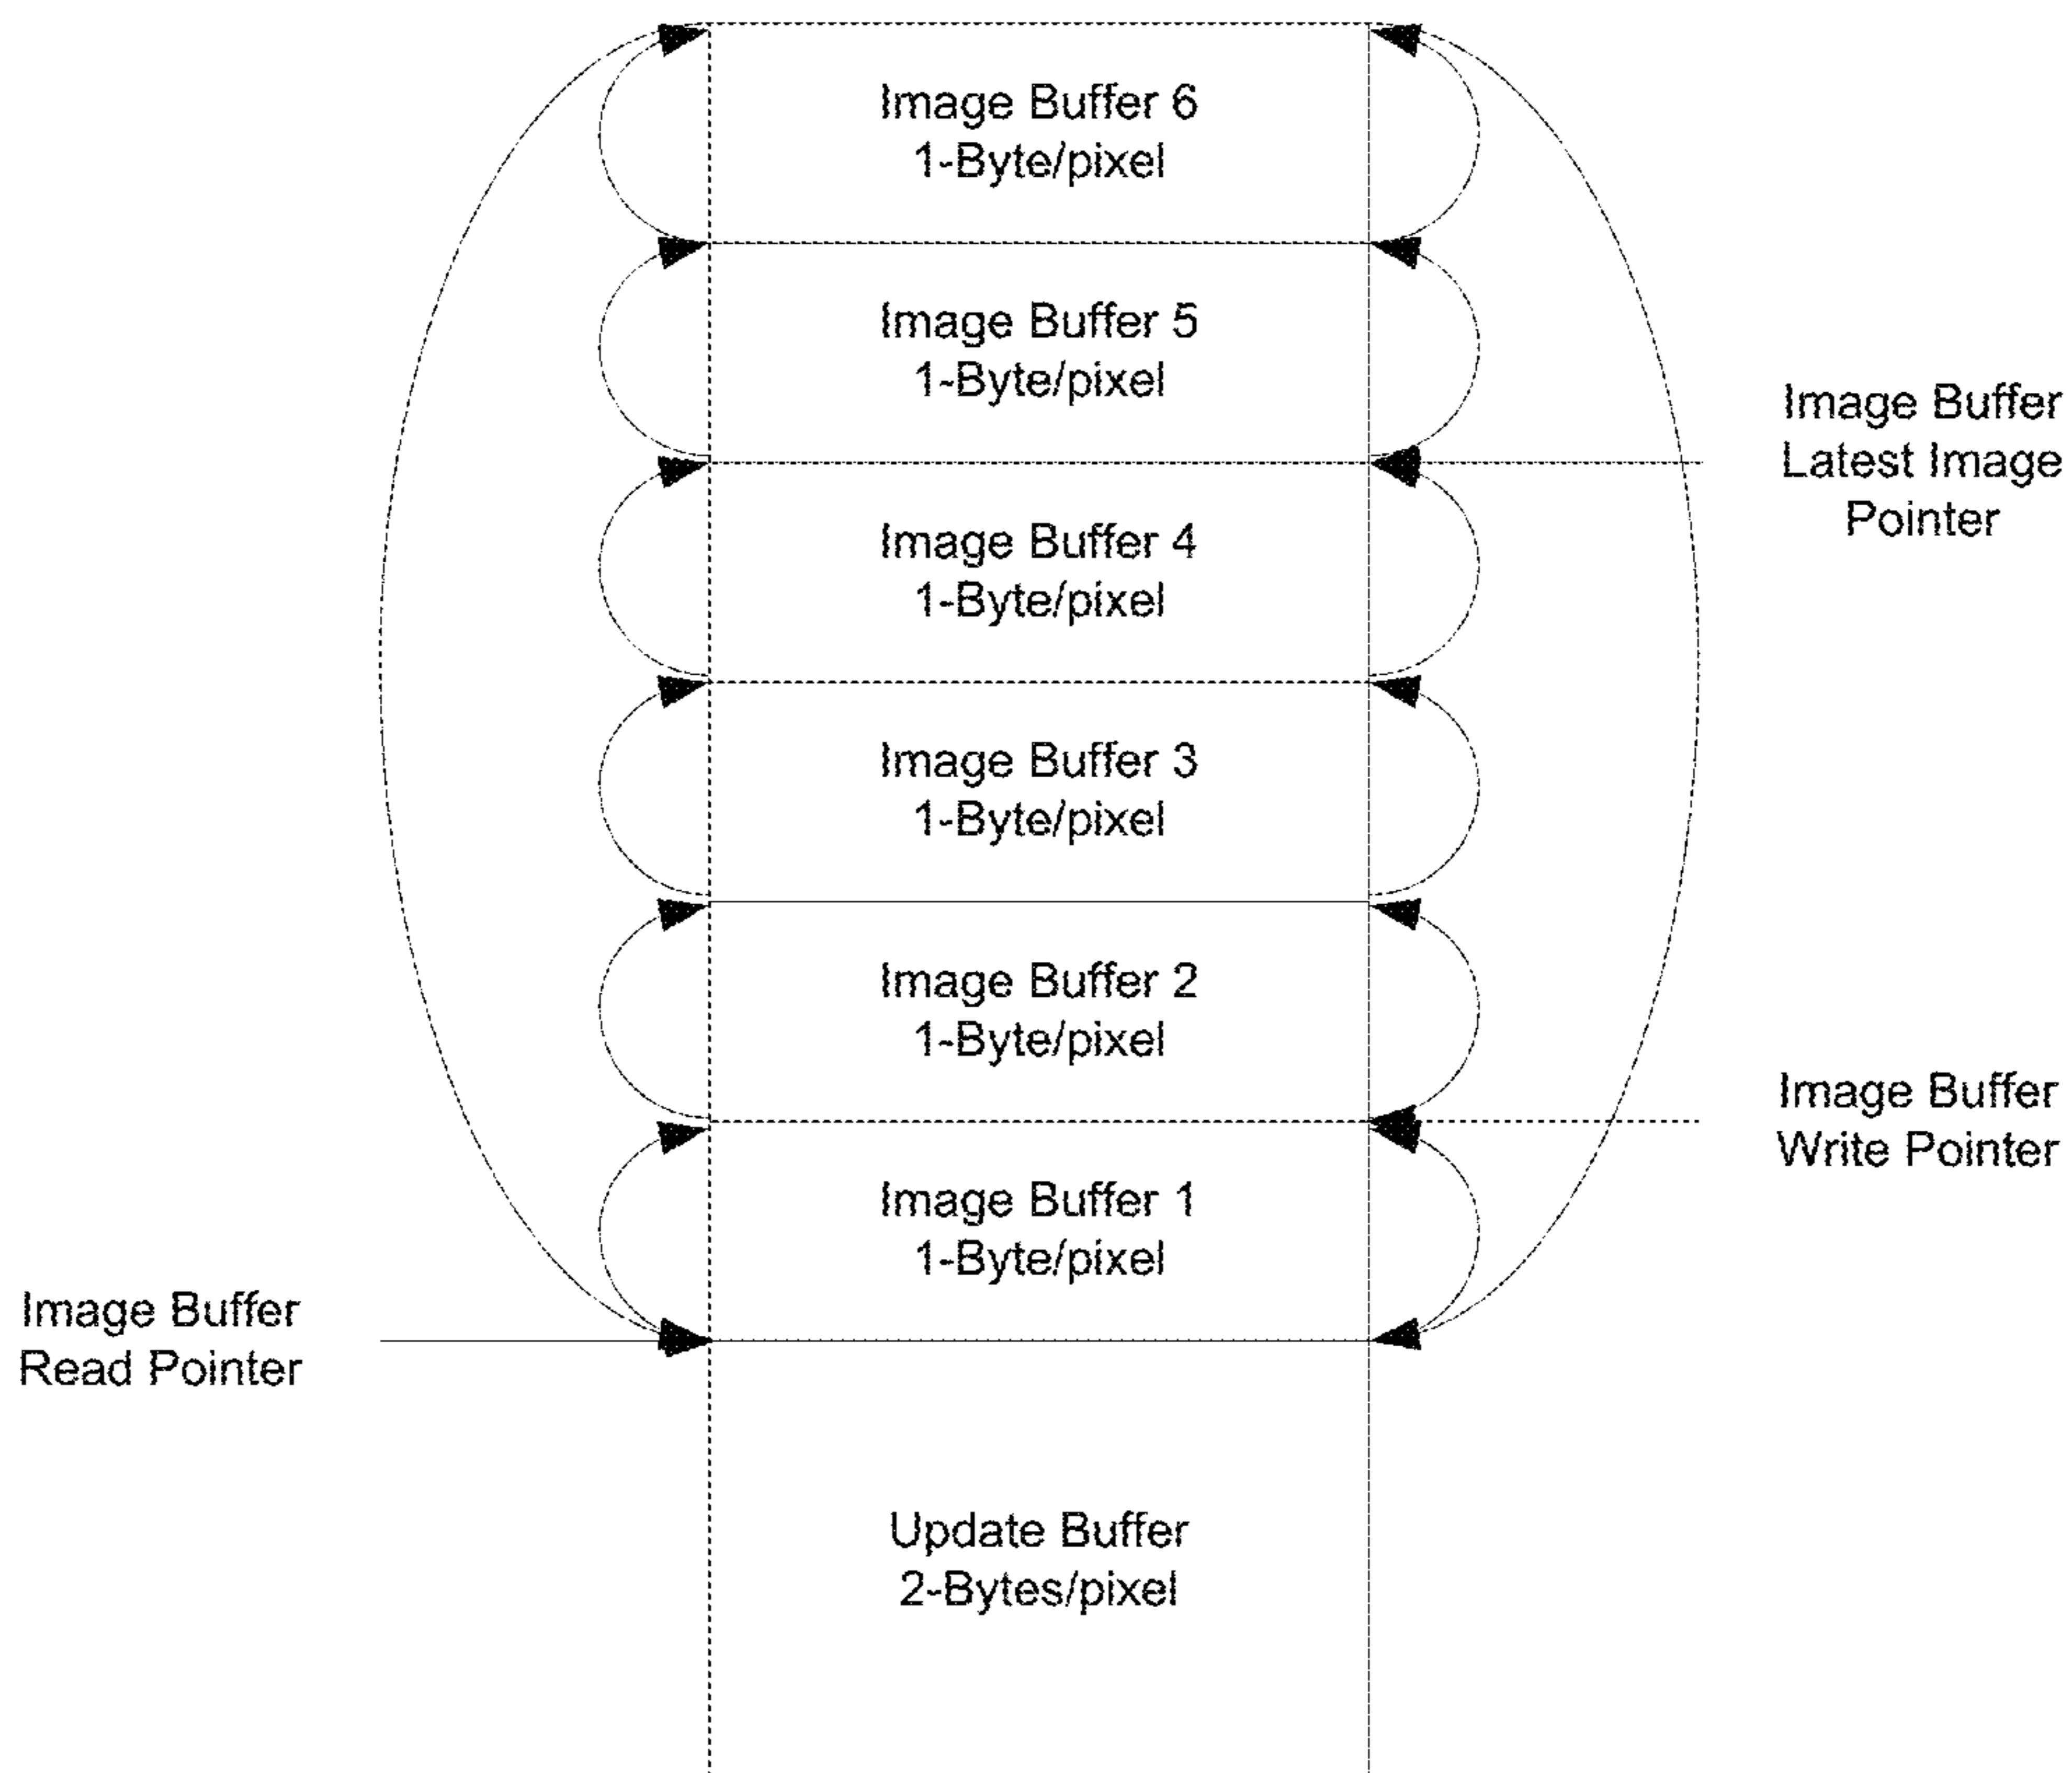 Image Buffer 6
1-Byte/pixel
Image Buffer 5
1-Byte/pixel
Image Buffer
Latest Image
Pointer
Image Buffer 4
1-Byte/pixel
Image Buffer 3
1-Byte/pixel
Image Buffer 2
1-Byte/pixel
Image Buffer
Write Pointer
Image Buffer 1
1-Byte/pixel
Image Buffer
Read Pointer
Update Buffer
2-Bytes/pixel